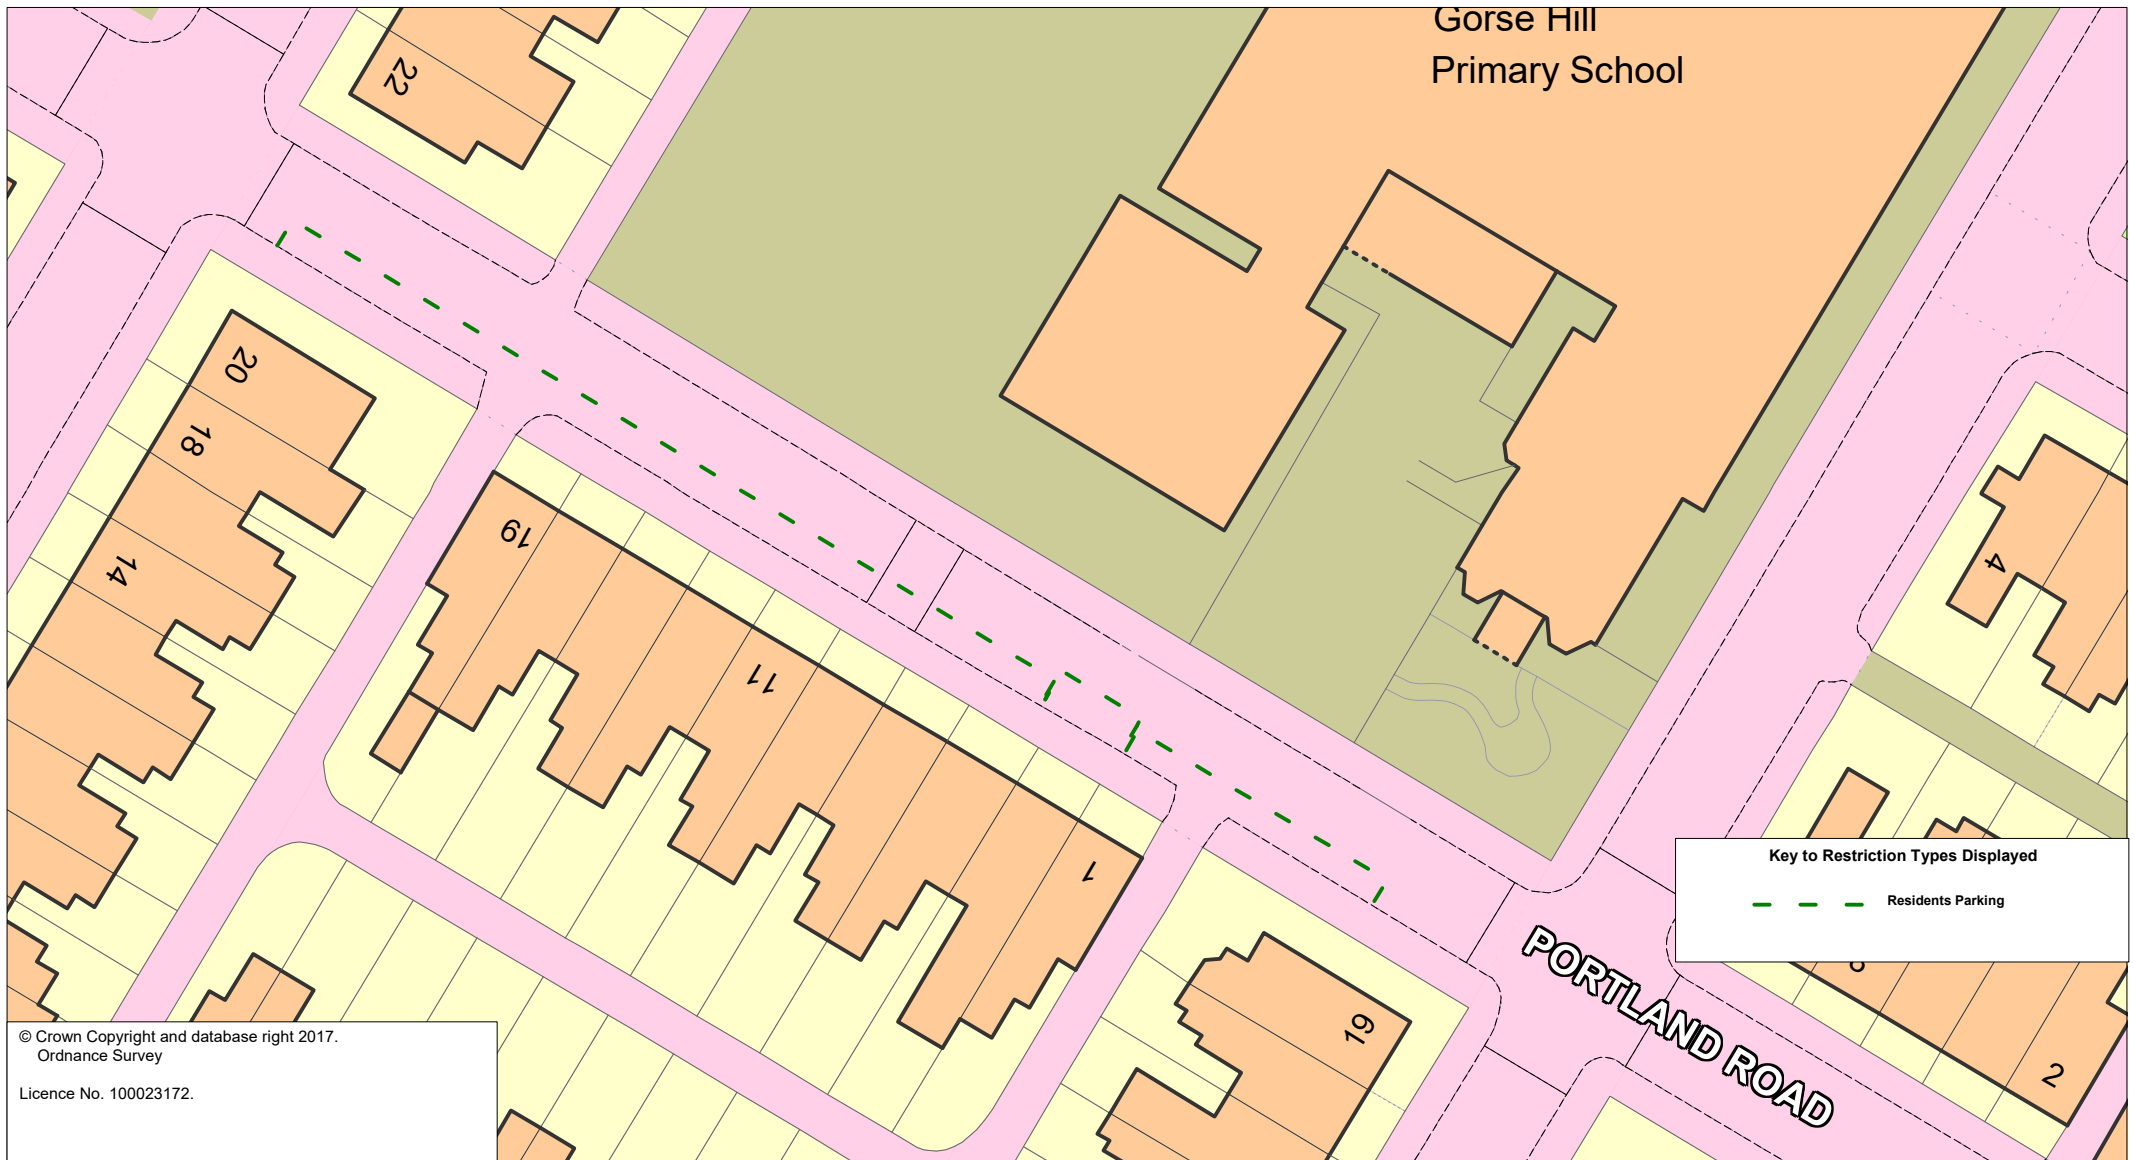 Gorse Hill
Primary School
22
20
18
14
19
11
1
4
Key to Restriction Types Displayed
Residents Parking
PORTLAND ROAD
19
2
© Crown Copyright and database right 2017.
Ordnance Survey
Licence No. 100023172.